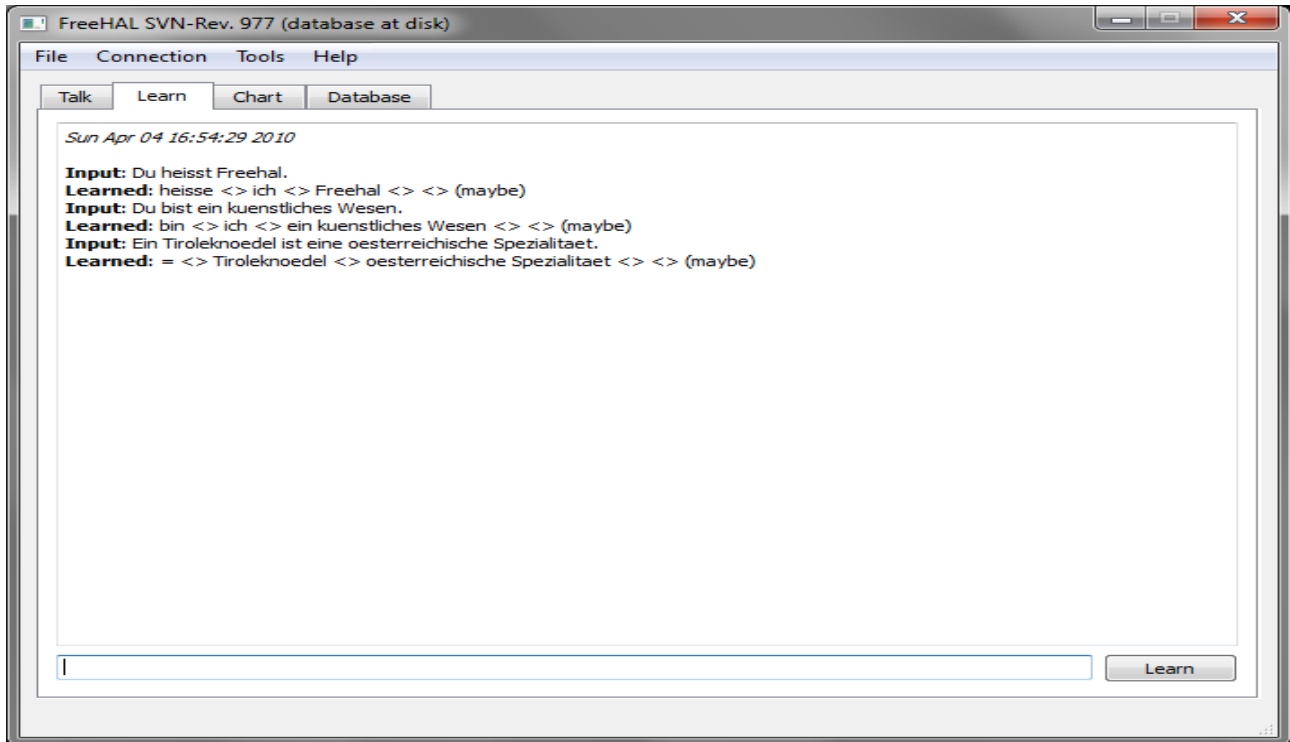 FreeHAL SVN-Rev. 977 (database at disk)
File Connection Tools Help
Talk Learn Chart Database
Sun Apr 04 16:54:29 2010
Input: Du heisst Freehal.
Learned: heisse <> ich <> Freehal <> <> (maybe)
Input: Du bist ein kuenstliches Wesen.
Learned: bin <> ich <> ein kuenstliches Wesen <> <> (maybe)
Input: Ein Tiroleknoedel ist eine oesterreichische Spezialitaet.
Learned: = <> Tiroleknoedel <> oesterreichische Spezialitaet <> <> (maybe)
Learn